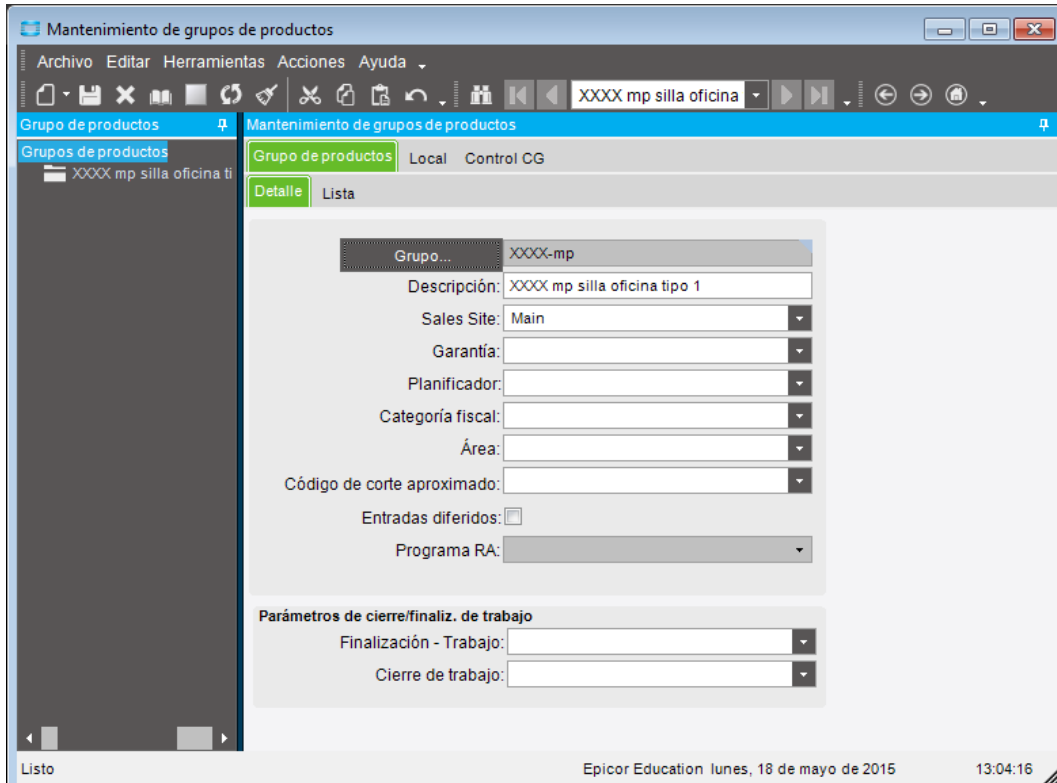 Mantenimiento de grupos de productos
Archivo Editar Herramientas Acciones Ayuda
XXXX mp silla oficina
Grupo de productos
Mantenimiento de grupos de productos
Grupos de productos
XXXX mp silla oficina ti
Grupo de productos Local Control CG
Detalle Lista
Grupo... XXXX-mp
Descripción: XXXX mp silla oficina tipo 1
Sales Site: Main
Garantía:
Planificador:
Categoría fiscal:
Área:
Código de corte aproximado:
Entradas diferidos:
Programa RA:
Parámetros de cierre/finaliz. de trabajo
Finalización - Trabajo:
Cierre de trabajo:
Listo Epicor Education lunes, 18 de mayo de 2015 13:04:16